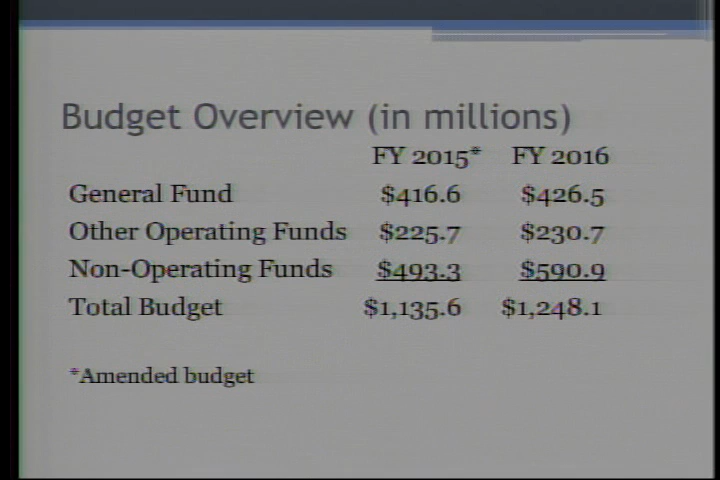 Budget Overview (in millions)
FY 2015* FY 2016
General Fund $416.6 $426.5
Other Operating Funds $225.7 $230.7
Non-Operating Funds $493.3 $590.9
Total Budget $1,135.6 $1,248.1
*Amended budget